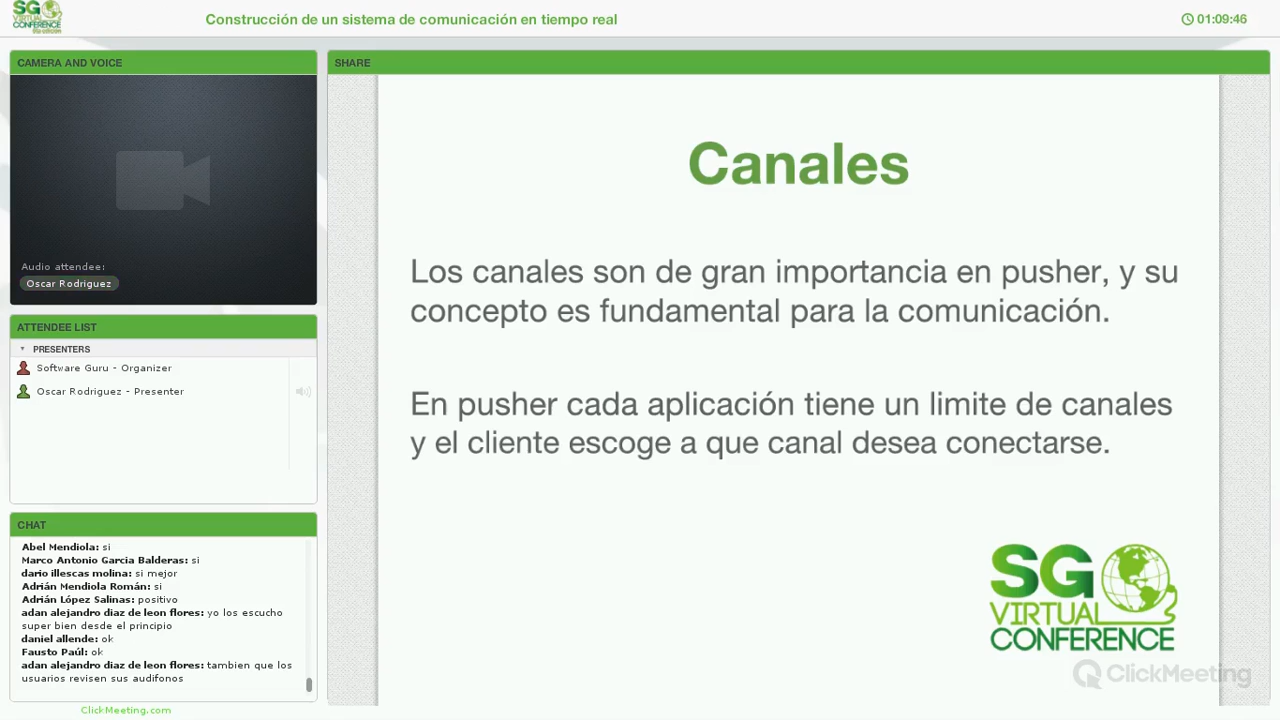 SG
VIRTUAL
CONFERENCE
Construcción de un sistema de comunicación en tiempo real
01:09:46
CAMERA AND VOICE
Audio attendee:
Oscar Rodriguez
ATTENDEE LIST
PRESENTERS
Software Guru - Organizer
Oscar Rodriguez - Presenter
CHAT
Abel Mendiola: si
Marco Antonio Garcia Balderas: si
dario illescas molina: si mejor
Adrián Mendiola Román: si
Adrián López Salinas: positivo
adan alejandro diaz de leon flores: yo los escucho
super bien desde el principio
daniel allende: ok
Fausto Paúl: ok
adan alejandro diaz de leon flores: tambien que los
usuarios revisen sus audifonos
ClickMeeting.com
SHARE
Canales
Los canales son de gran importancia en pusher, y su
concepto es fundamental para la comunicación.
En pusher cada aplicación tiene un limite de canales
y el cliente escoge a que canal desea conectarse.
SG
VIRTUAL
CONFERENCE
ClickMeeting